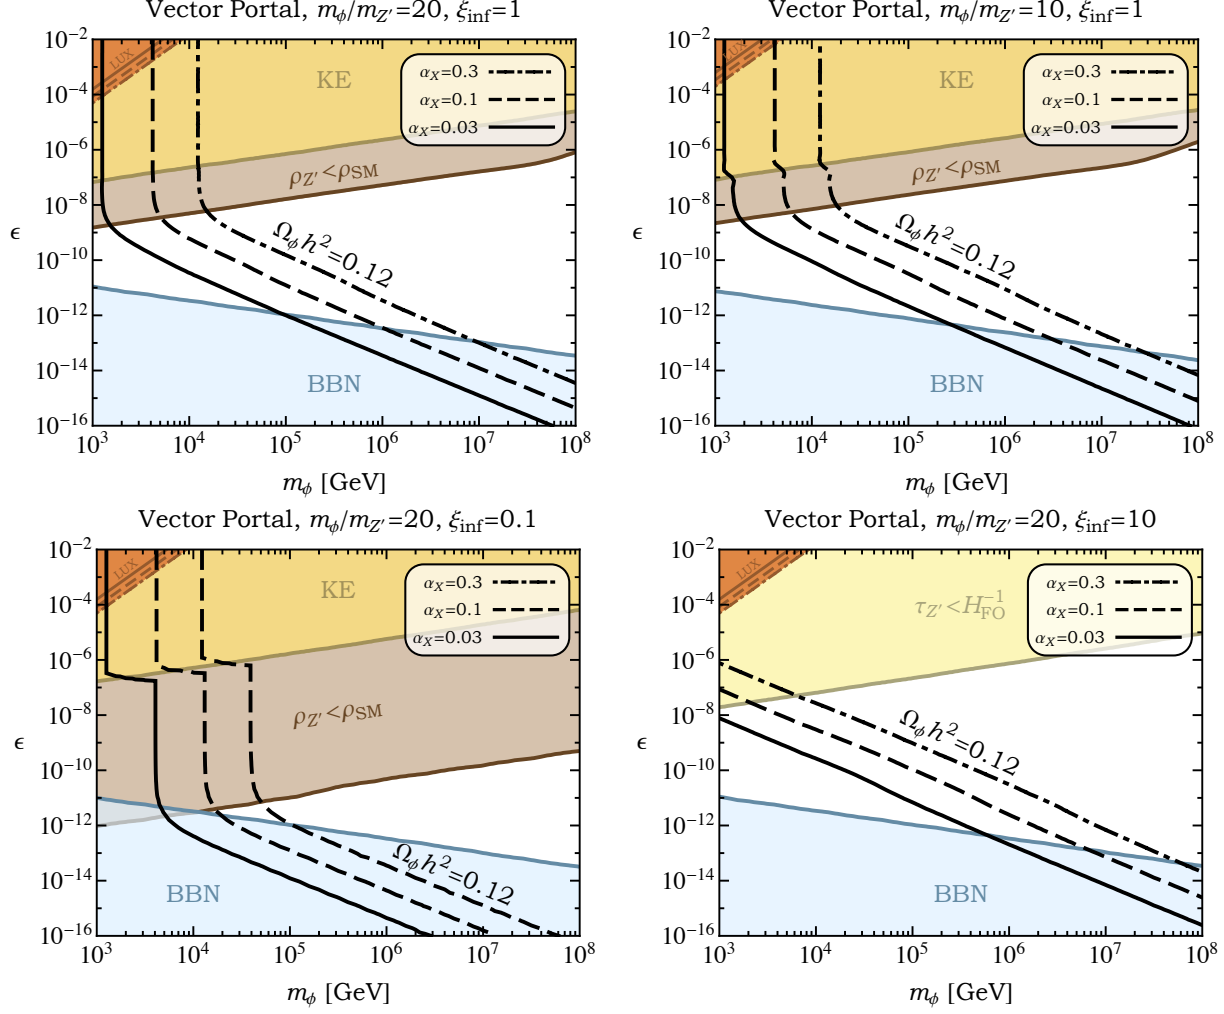 Vector Portal, mϕ/mZ′=20, ξinf=1
10⁻²
10⁻⁴
10⁻⁶
10⁻⁸
10⁻¹⁰
10⁻¹²
10⁻¹⁴
10⁻¹⁶
ϵ
LUX
KE
αX=0.3
αX=0.1
αX=0.03
ρZ′<ρSM
Ωϕh²=0.12
BBN
10³ 10⁴ 10⁵ 10⁶ 10⁷ 10⁸
mϕ [GeV]
Vector Portal, mϕ/mZ′=10, ξinf=1
10⁻²
10⁻⁴
10⁻⁶
10⁻⁸
10⁻¹⁰
10⁻¹²
10⁻¹⁴
10⁻¹⁶
ϵ
LUX
KE
αX=0.3
αX=0.1
αX=0.03
ρZ′<ρSM
Ωϕh²=0.12
BBN
10³ 10⁴ 10⁵ 10⁶ 10⁷ 10⁸
mϕ [GeV]
Vector Portal, mϕ/mZ′=20, ξinf=0.1
10⁻²
10⁻⁴
10⁻⁶
10⁻⁸
10⁻¹⁰
10⁻¹²
10⁻¹⁴
10⁻¹⁶
ϵ
LUX
KE
αX=0.3
αX=0.1
αX=0.03
ρZ′<ρSM
Ωϕh²=0.12
BBN
10³ 10⁴ 10⁵ 10⁶ 10⁷ 10⁸
mϕ [GeV]
Vector Portal, mϕ/mZ′=20, ξinf=10
10⁻²
10⁻⁴
10⁻⁶
10⁻⁸
10⁻¹⁰
10⁻¹²
10⁻¹⁴
10⁻¹⁶
ϵ
LUX
τZ′<H⁻¹FO
αX=0.3
αX=0.1
αX=0.03
Ωϕh²=0.12
BBN
10³ 10⁴ 10⁵ 10⁶ 10⁷ 10⁸
mϕ [GeV]